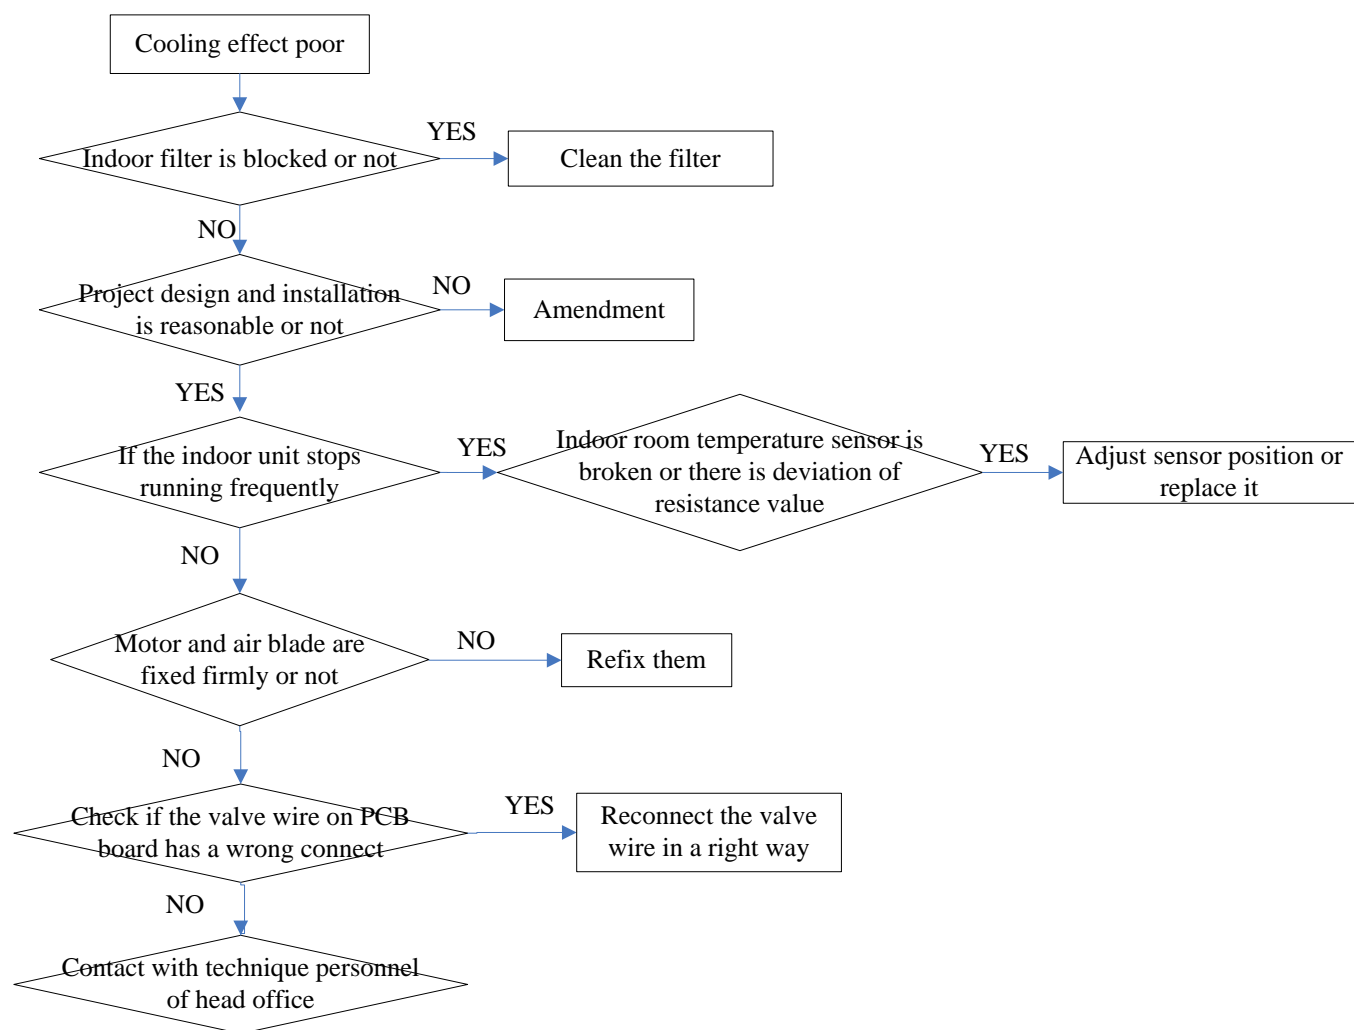 Cooling effect poor
YES
Indoor filter is blocked or not
Clean the filter
NO
Project design and installation
is reasonable or not
NO
Amendment
YES
If the indoor unit stops
running frequently
YES
Indoor room temperature sensor is
broken or there is deviation of
resistance value
YES
Adjust sensor position or
replace it
NO
Motor and air blade are
fixed firmly or not
NO
Refix them
NO
Check if the valve wire on PCB
board has a wrong connect
YES
Reconnect the valve
wire in a right way
NO
Contact with technique personnel
of head office